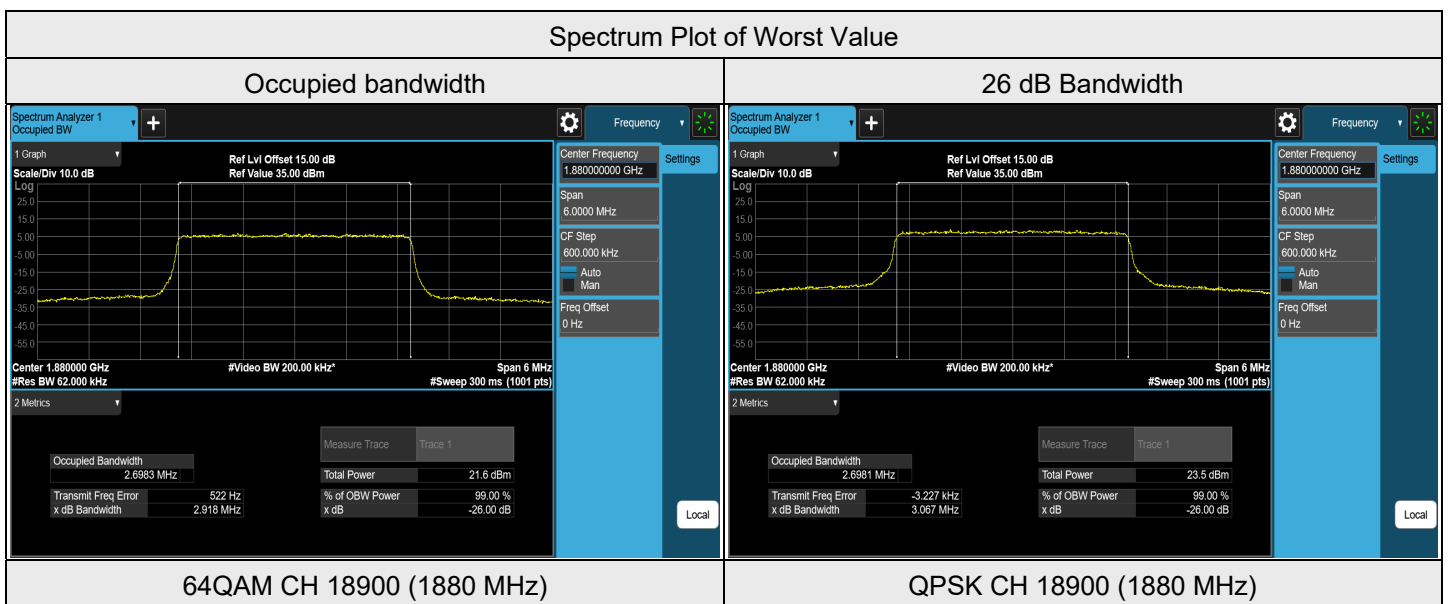 Spectrum Plot of Worst Value
Occupied bandwidth
26 dB Bandwidth
Spectrum Analyzer 1
Occupied BW
+
Frequency
1 Graph
Scale/Div 10.0 dB
Ref Lvl Offset 15.00 dB
Ref Value 35.00 dBm
Log
25.0
15.0
5.00
-5.00
-15.0
-25.0
-35.0
-45.0
-55.0
Center 1.880000 GHz
#Res BW 62.000 kHz
#Video BW 200.00 kHz*
Span 6 MHz
#Sweep 300 ms (1001 pts)
Center Frequency
1.880000000 GHz
Span
6.0000 MHz
CF Step
600.000 kHz
Auto
Man
Freq Offset
0 Hz
Settings
Local
2 Metrics
Measure Trace Trace 1
Occupied Bandwidth
2.6983 MHz
Total Power 21.6 dBm
Transmit Freq Error 522 Hz
% of OBW Power 99.00 %
x dB Bandwidth 2.918 MHz
x dB -26.00 dB
Spectrum Analyzer 1
Occupied BW
+
Frequency
1 Graph
Scale/Div 10.0 dB
Ref Lvl Offset 15.00 dB
Ref Value 35.00 dBm
Log
25.0
15.0
5.00
-5.00
-15.0
-25.0
-35.0
-45.0
-55.0
Center 1.880000 GHz
#Res BW 62.000 kHz
#Video BW 200.00 kHz*
Span 6 MHz
#Sweep 300 ms (1001 pts)
Center Frequency
1.880000000 GHz
Span
6.0000 MHz
CF Step
600.000 kHz
Auto
Man
Freq Offset
0 Hz
Settings
Local
2 Metrics
Measure Trace Trace 1
Occupied Bandwidth
2.6981 MHz
Total Power 23.5 dBm
Transmit Freq Error -3.227 kHz
% of OBW Power 99.00 %
x dB Bandwidth 3.067 MHz
x dB -26.00 dB
64QAM CH 18900 (1880 MHz)
QPSK CH 18900 (1880 MHz)